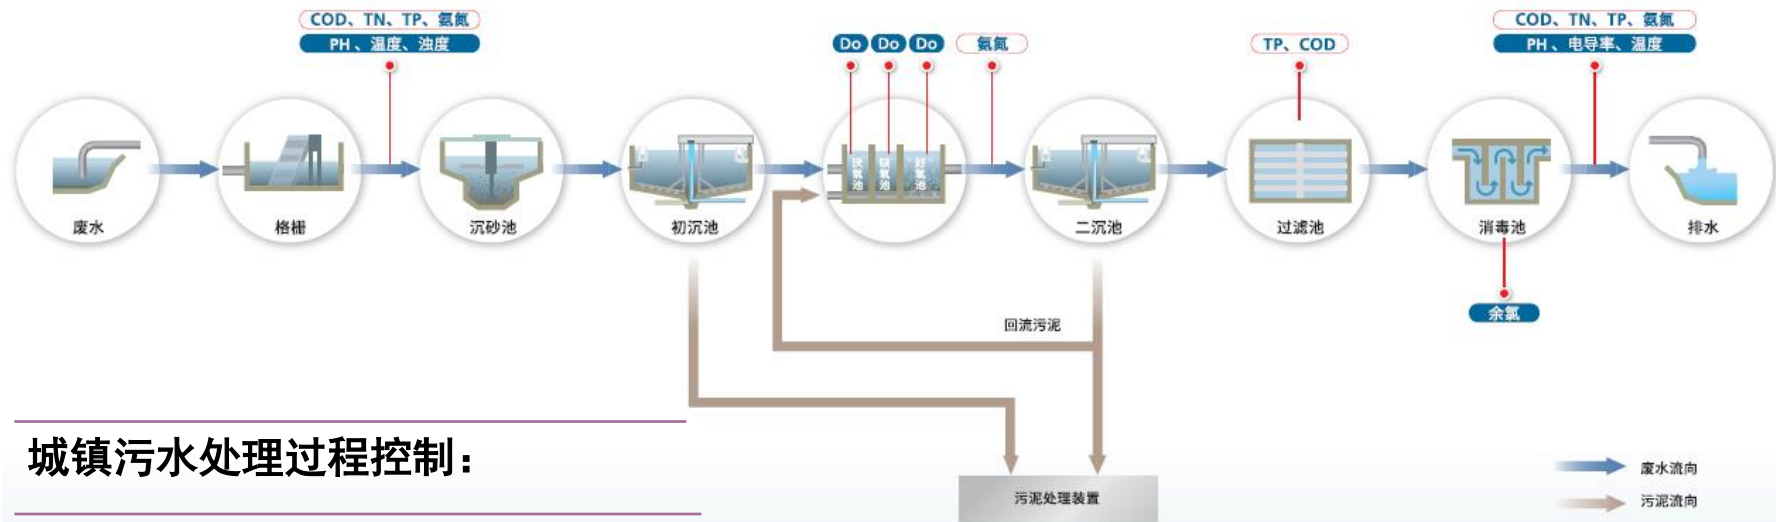 COD、TN、TP、氨氮
PH、温度、浊度
Do
Do
Do
氨氮
TP、COD
COD、TN、TP、氨氮
PH、电导率、温度
厌氧池
缺氧池
好氧池
废水
格栅
沉砂池
初沉池
二沉池
过滤池
消毒池
排水
余氯
回流污泥
城镇污水处理过程控制：
污泥处理装置
废水流向
污泥流向